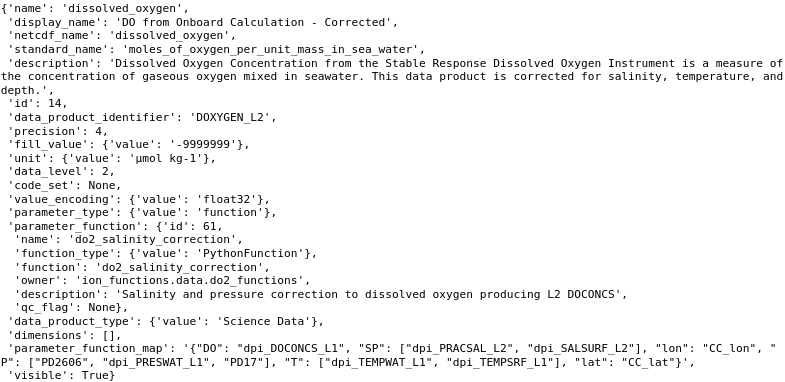 {'name': 'dissolved_oxygen',
 'display_name': 'DO from Onboard Calculation - Corrected',
 'netcdf_name': 'dissolved_oxygen',
 'standard_name': 'moles_of_oxygen_per_unit_mass_in_sea_water',
 'description': 'Dissolved Oxygen Concentration from the Stable Response Dissolved Oxygen Instrument is a measure of
the concentration of gaseous oxygen mixed in seawater. This data product is corrected for salinity, temperature, and
depth.',
 'id': 14,
 'data_product_identifier': 'DOXYGEN_L2',
 'precision': 4,
 'fill_value': {'value': '-9999999'},
 'unit': {'value': 'µmol kg-1'},
 'data_level': 2,
 'code_set': None,
 'value_encoding': {'value': 'float32'},
 'parameter_type': {'value': 'function'},
 'parameter_function': {'id': 61,
  'name': 'do2_salinity_correction',
  'function_type': {'value': 'PythonFunction'},
  'function': 'do2_salinity_correction',
  'owner': 'ion_functions.data.do2_functions',
  'description': 'Salinity and pressure correction to dissolved oxygen producing L2 DOCONCS',
  'qc_flag': None},
 'data_product_type': {'value': 'Science Data'},
 'dimensions': [],
 'parameter_function_map': '{"DO": "dpi_DOCONCS_L1", "SP": ["dpi_PRACSAL_L2", "dpi_SALSURF_L2"], "lon": "CC_lon", "
P": ["PD2606", "dpi_PRESWAT_L1", "PD17"], "T": ["dpi_TEMPWAT_L1", "dpi_TEMPSRF_L1"], "lat": "CC_lat"}',
 'visible': True}